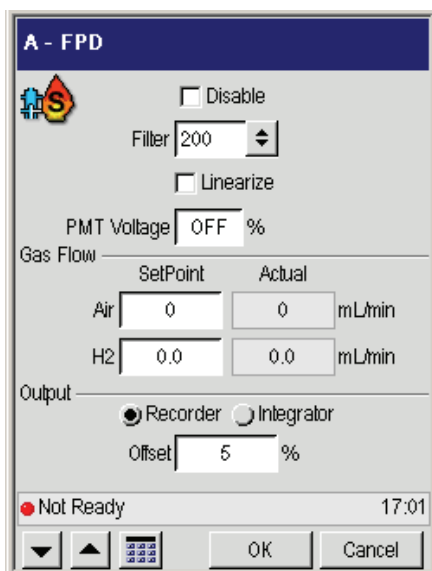 A - FPD
S
Disable
Filter 200
Linearize
PMT Voltage OFF %
Gas Flow
SetPoint Actual
Air 0 0 mL/min
H2 0.0 0.0 mL/min
Output
Recorder Integrator
Offset 5 %
Not Ready 17:01
OK Cancel